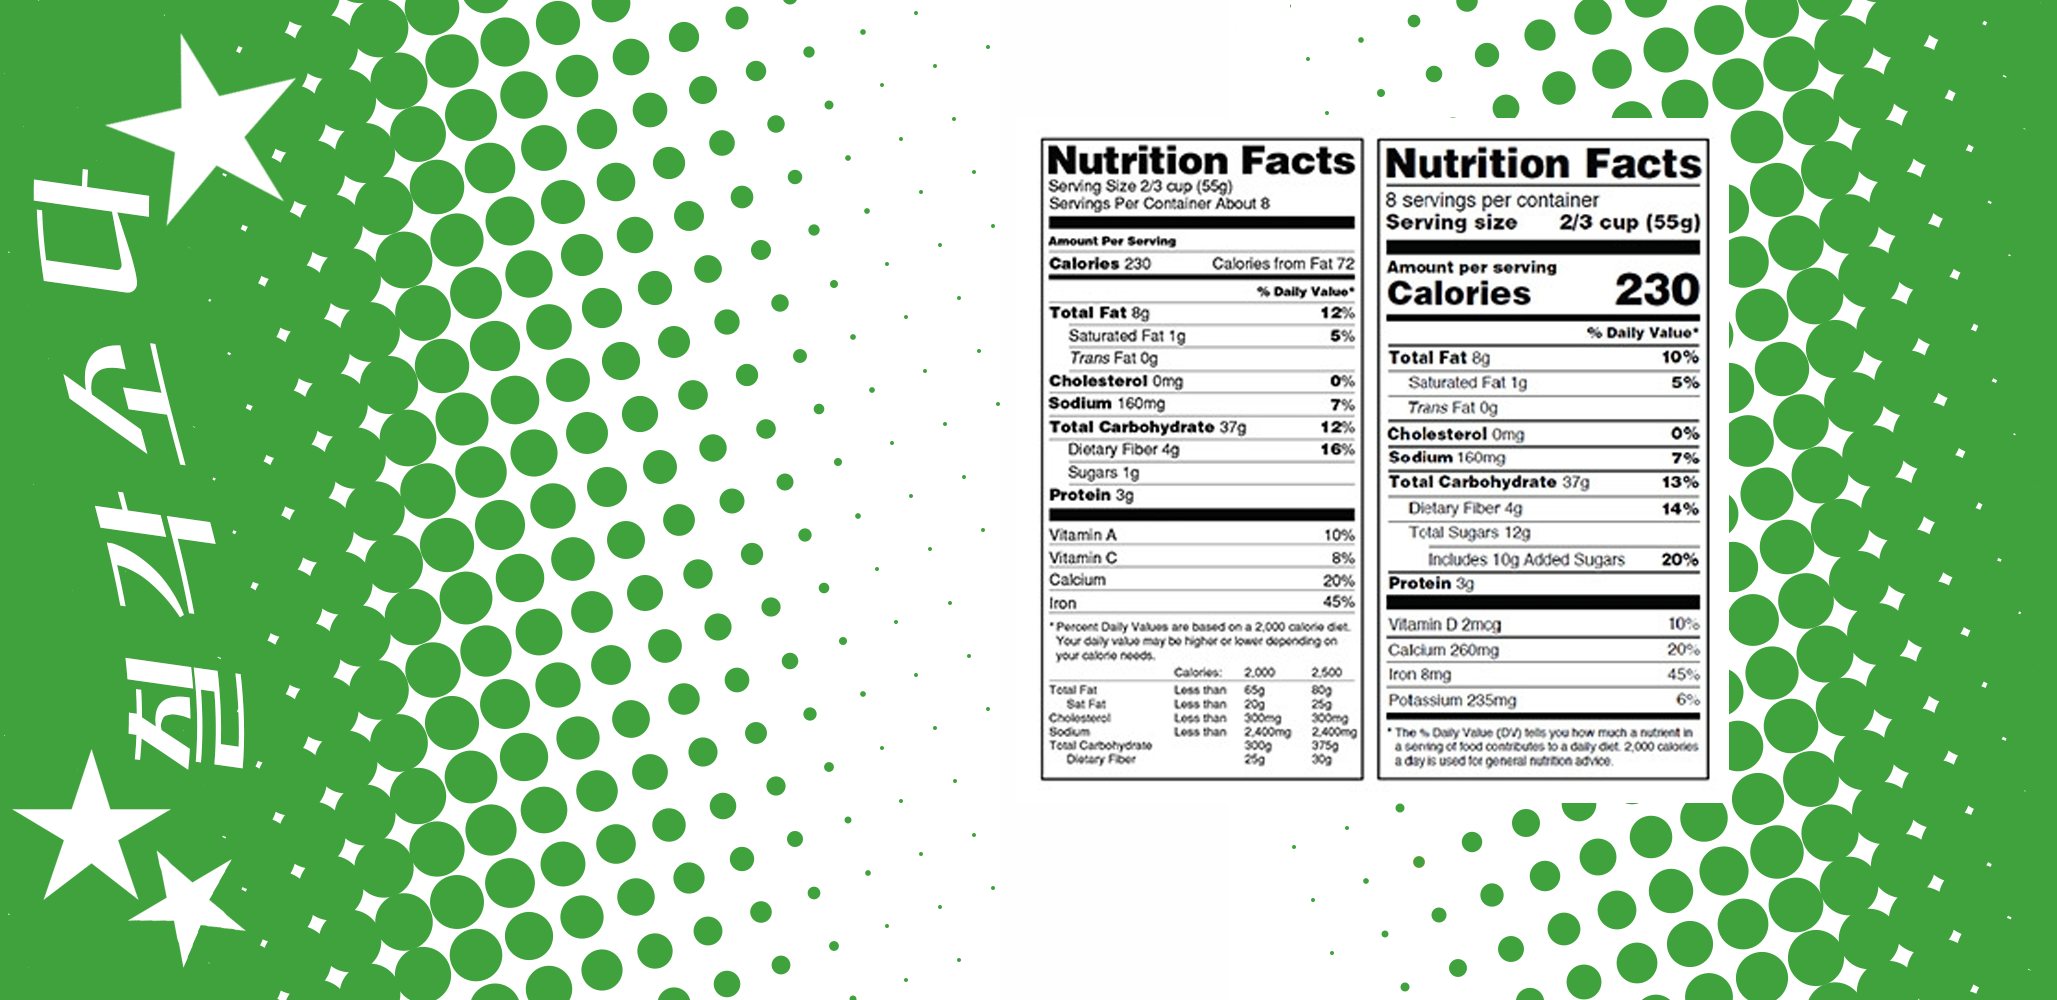 Nutrition Facts
Serving Size 2/3 cup (55g)
Servings Per Container About 8
Amount Per Serving
Calories 230 Calories from Fat 72
% Daily Value*
Total Fat 8g 12%
Saturated Fat 1g 5%
Trans Fat 0g
Cholesterol 0mg 0%
Sodium 160mg 7%
Total Carbohydrate 37g 12%
Dietary Fiber 4g 16%
Sugars 1g
Protein 3g
Vitamin A 10%
Vitamin C 8%
Calcium 20%
Iron 45%
* Percent Daily Values are based on a 2,000 calorie diet.
Your daily value may be higher or lower depending on
your calorie needs.
Calories: 2,000 2,500
Total Fat Less than 65g 80g
Sat Fat Less than 20g 25g
Cholesterol Less than 300mg 300mg
Sodium Less than 2,400mg 2,400mg
Total Carbohydrate 300g 375g
Dietary Fiber 25g 30g
Nutrition Facts
8 servings per container
Serving size 2/3 cup (55g)
Amount per serving
Calories 230
% Daily Value*
Total Fat 8g 10%
Saturated Fat 1g 5%
Trans Fat 0g
Cholesterol 0mg 0%
Sodium 160mg 7%
Total Carbohydrate 37g 13%
Dietary Fiber 4g 14%
Total Sugars 12g
Includes 10g Added Sugars 20%
Protein 3g
Vitamin D 2mcg 10%
Calcium 260mg 20%
Iron 8mg 45%
Potassium 235mg 6%
* The % Daily Value (DV) tells you how much a nutrient in
a serving of food contributes to a daily diet. 2,000 calories
a day is used for general nutrition advice.